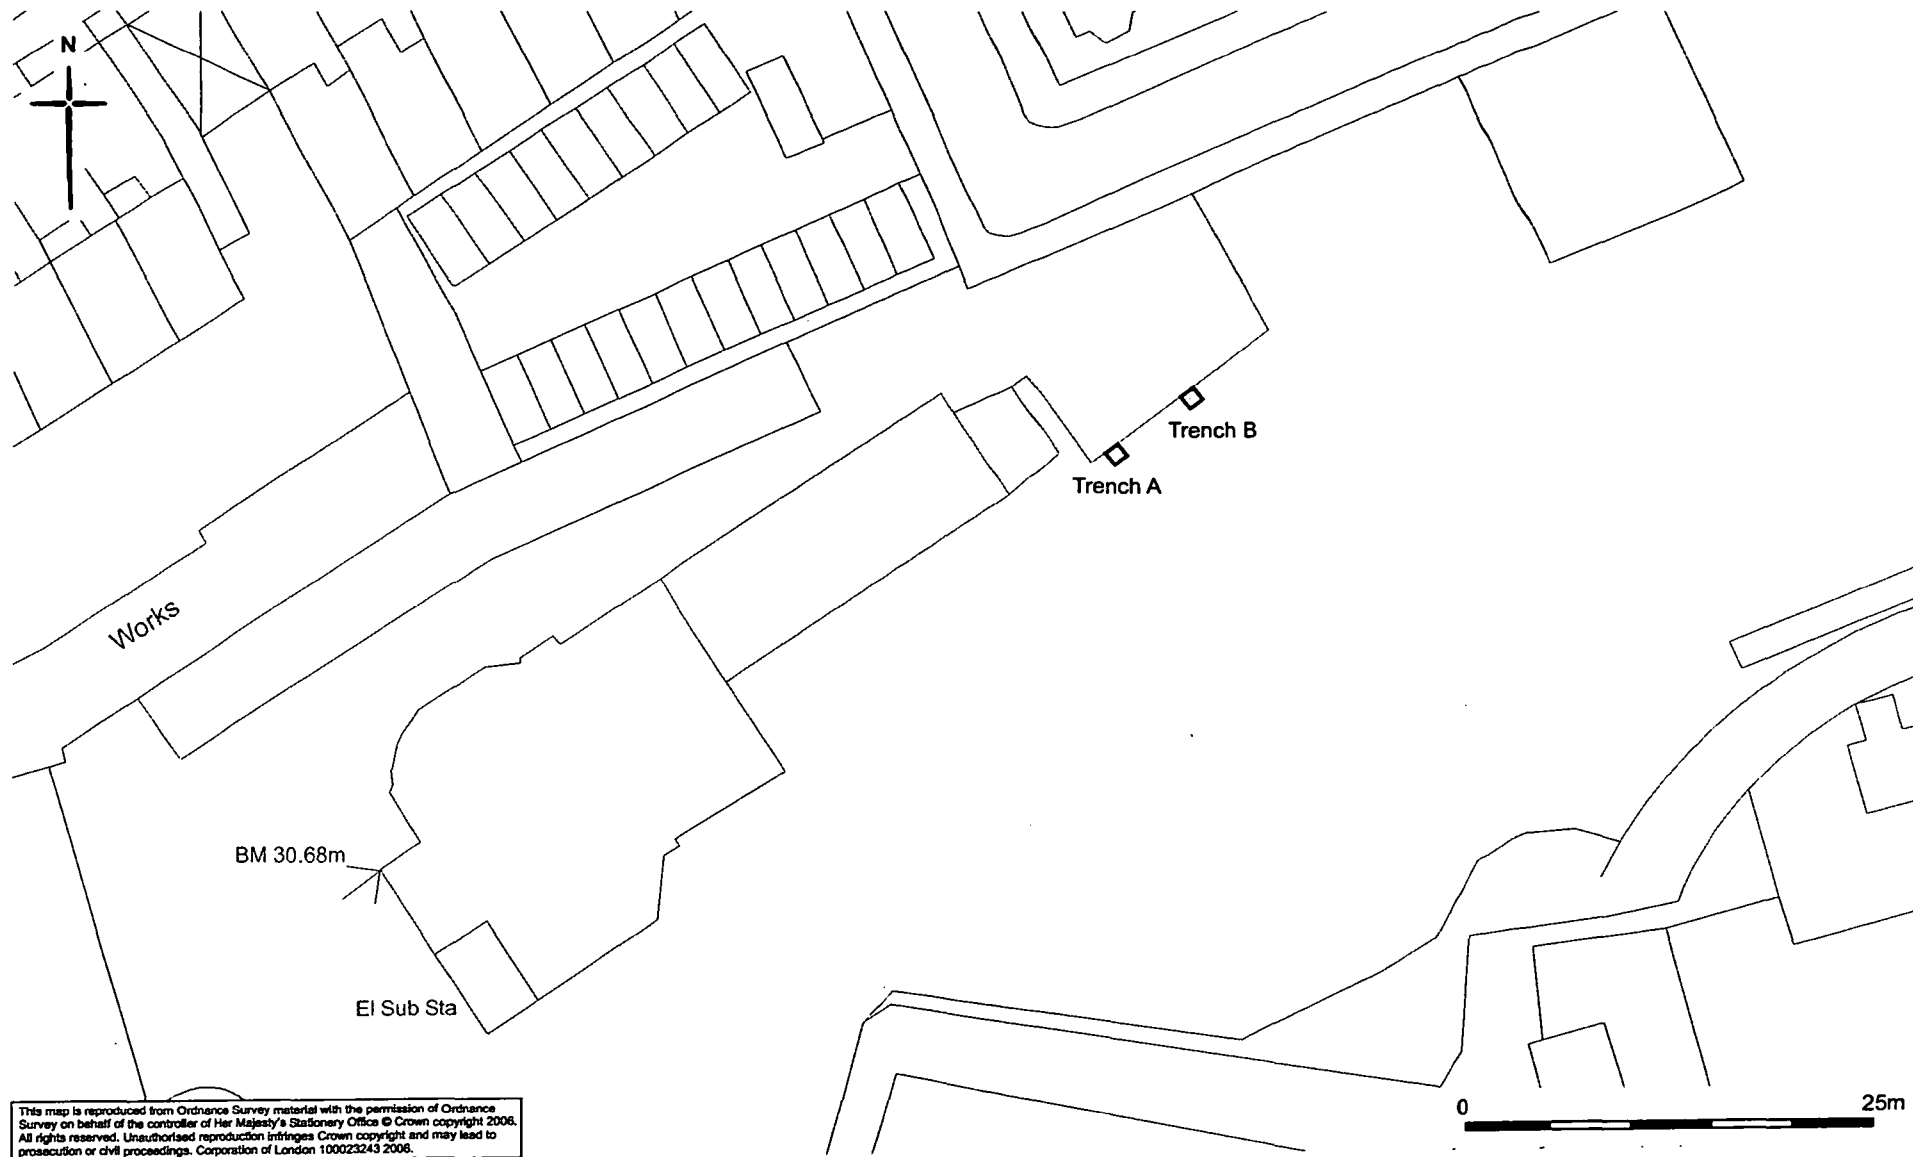 N
Trench B
Trench A
Works
BM 30.68m
El Sub Sta
0 25m
This map is reproduced from Ordnance Survey material with the permission of Ordnance
Survey on behalf of the controller of Her Majesty's Stationery Office © Crown copyright 2006.
All rights reserved. Unauthorised reproduction infringes Crown copyright and may lead to
prosecution or civil proceedings. Corporation of London 100023243 2006.